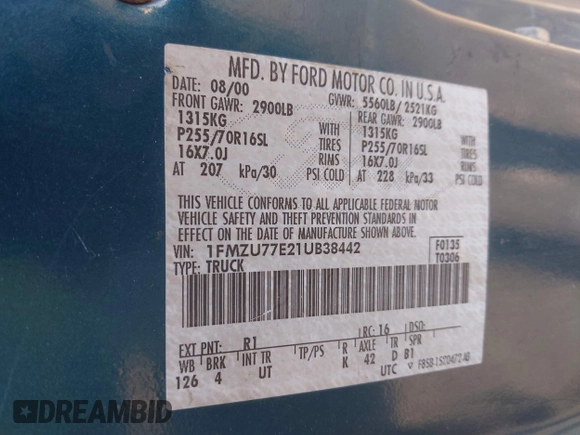 MFD. BY FORD MOTOR CO. IN U.S.A.
DATE: 08/00 GVWR: 5560LB/2521KG
FRONT GAWR: 2900LB REAR GAWR: 2900LB
1315KG WITH 1315KG WITH
P255/70R16SL TIRES P255/70R16SL TIRES
16X7.0J RIMS 16X7.0J RIMS
AT 207 kPa/30 PSI COLD AT 228 kPa/33 PSI COLD
THIS VEHICLE CONFORMS TO ALL APPLICABLE FEDERAL MOTOR
VEHICLE SAFETY AND THEFT PREVENTION STANDARDS IN
EFFECT ON THE DATE OF MANUFACTURE SHOWN ABOVE
VIN: 1FMZU77E21UB38442 F0135
TYPE: TRUCK T0306
EXT PNT: R1 RC: 16 DSO:
WB BRK INT TR TP/PS R AXLE TR SPR
126 4 UT K 42 D B1
UTC
DREAMBID